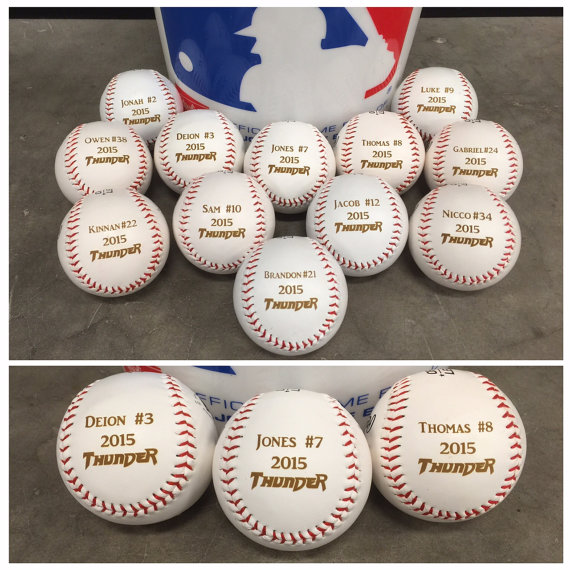 JONAH #2
2015
THUNDER
LUKE #9
2015
THUNDER
OWEN #38
2015
THUNDER
DEION #3
2015
THUNDER
JONES #7
2015
THUNDER
THOMAS #8
2015
THUNDER
GABRIEL #24
2015
THUNDER
KINNAN #22
2015
THUNDER
SAM #10
2015
THUNDER
JACOB #12
2015
THUNDER
NICCO #34
2015
THUNDER
BRANDON #21
2015
THUNDER
DEION #3
2015
THUNDER
JONES #7
2015
THUNDER
THOMAS #8
2015
THUNDER